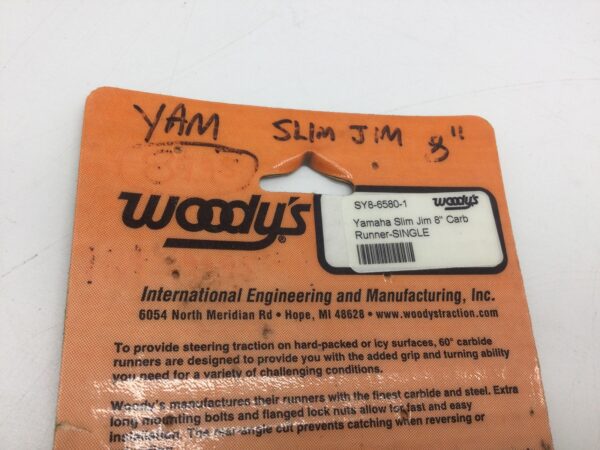 YAM SLIM JIM 8"
woody's®
SY8-6580-1 woody's
Yamaha Slim Jim 8" Carb
Runner-SINGLE
International Engineering and Manufacturing, Inc.
6054 North Meridian Rd • Hope, MI 48628 • www.woodystraction.com
To provide steering traction on hard-packed or icy surfaces, 60° carbide
runners are designed to provide you with the added grip and turning ability
you need for a variety of challenging conditions.
Woody's manufactures their runners with the finest carbide and steel. Extra
long mounting bolts and flanged lock nuts allow for fast and easy
installation. The rear angle cut prevents catching when reversing or